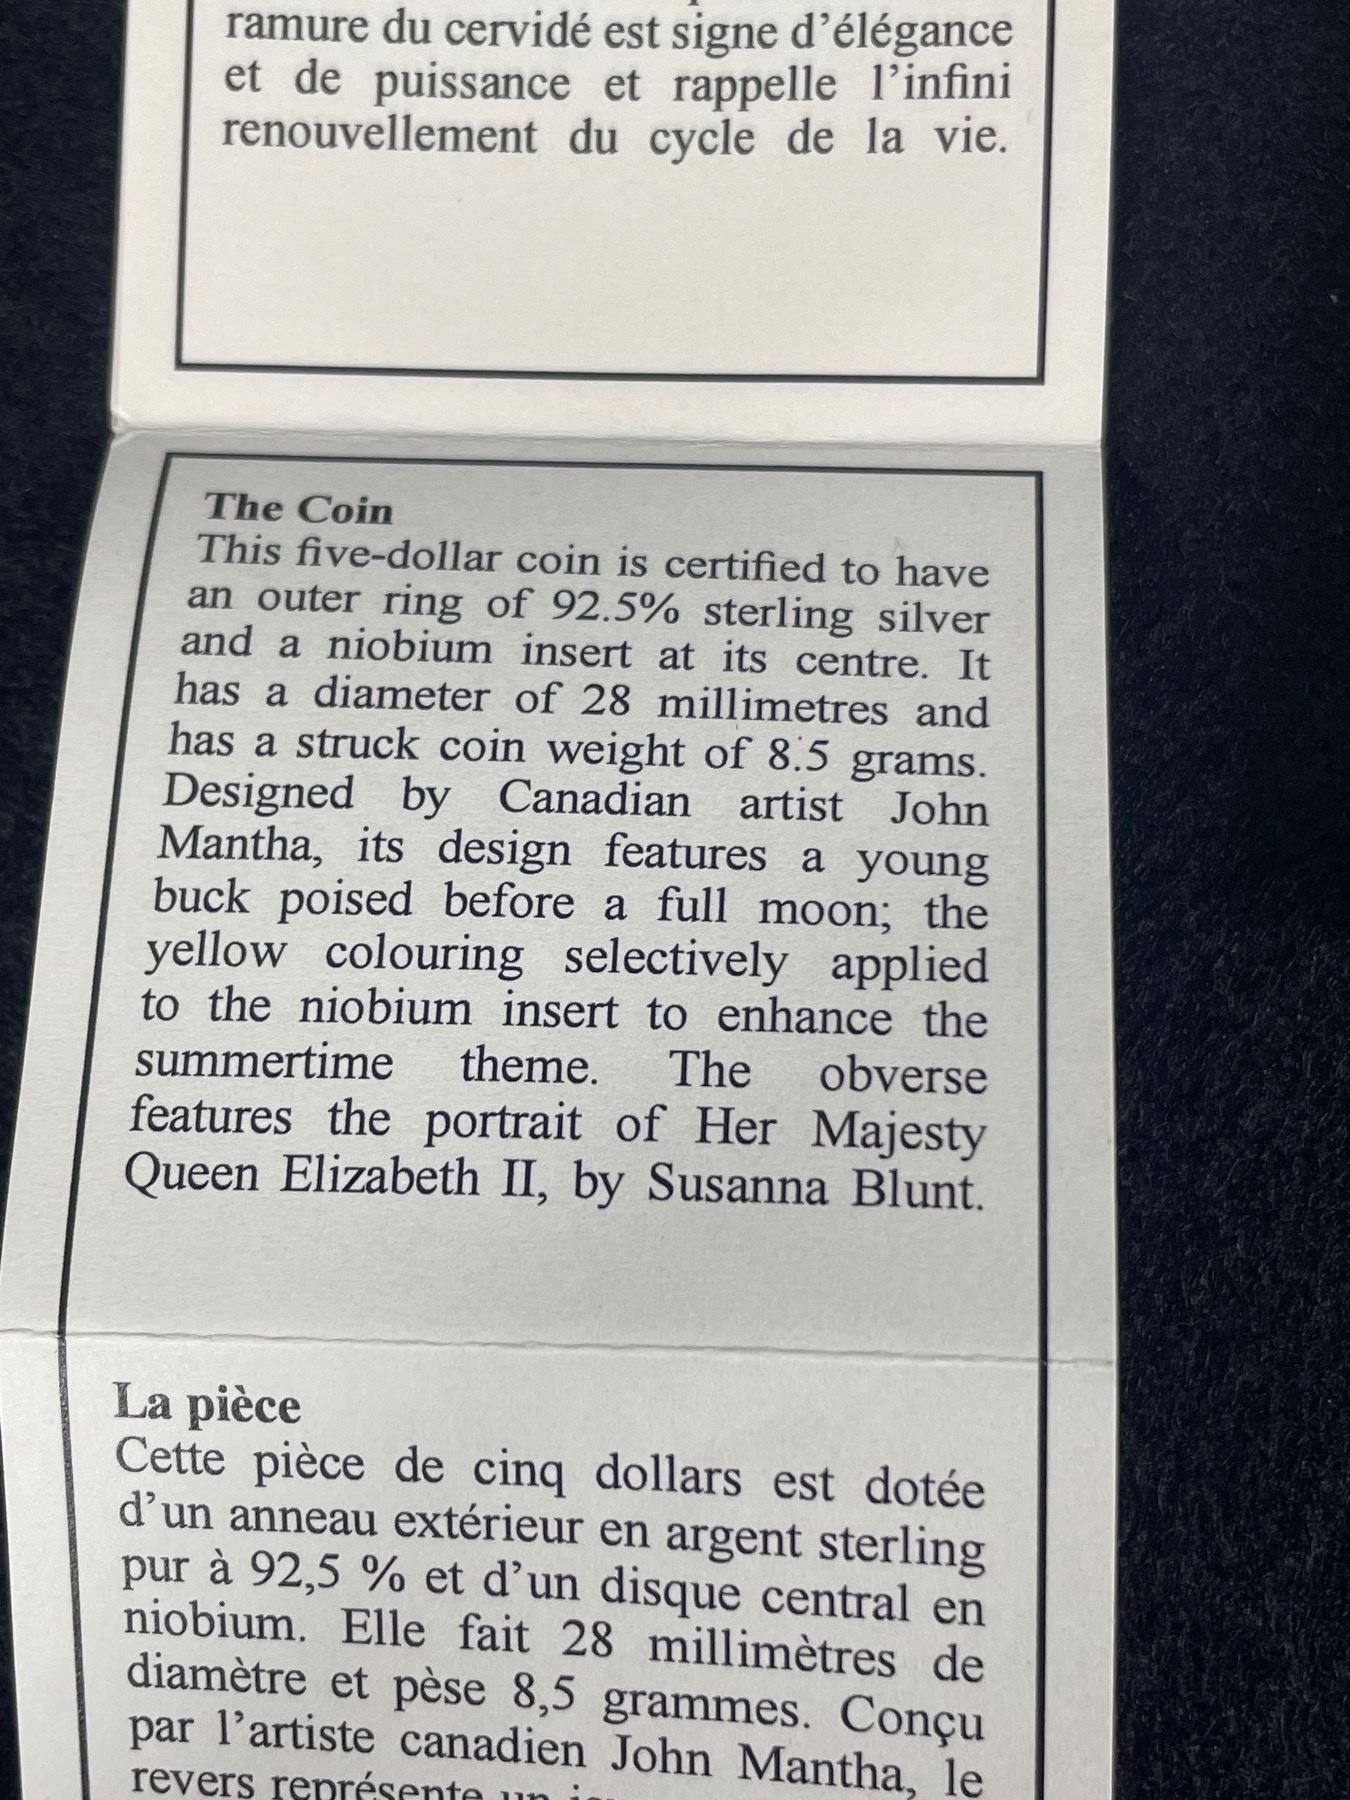 ramure du cervidé est signe d'élégance
et de puissance et rappelle l'infini
renouvellement du cycle de la vie.
The Coin
This five-dollar coin is certified to have
an outer ring of 92.5% sterling silver
and a niobium insert at its centre. It
has a diameter of 28 millimetres and
has a struck coin weight of 8.5 grams.
Designed by Canadian artist John
Mantha, its design features a young
buck poised before a full moon; the
yellow colouring selectively applied
to the niobium insert to enhance the
summertime theme. The obverse
features the portrait of Her Majesty
Queen Elizabeth II, by Susanna Blunt.
La pièce
Cette pièce de cinq dollars est dotée
d'un anneau extérieur en argent sterling
pur à 92,5 % et d'un disque central en
niobium. Elle fait 28 millimètres de
diamètre et pèse 8,5 grammes. Conçu
par l'artiste canadien John Mantha, le
revers représente un